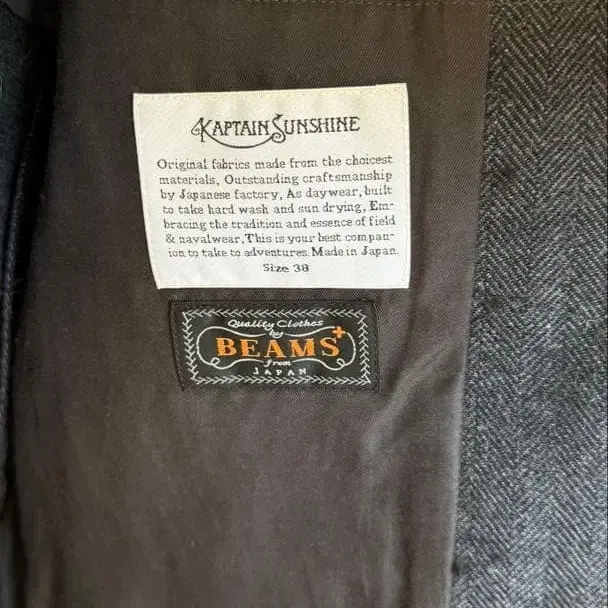 KAPTAIN SUNSHINE
Original fabrics made from the choicest
materials, Outstanding craftsmanship
by Japanese factory, As daywear, built
to take hard wash and sun drying, Em-
bracing the tradition and essence of field
& navalwear, This is your best compan-
ion to take to adventures. Made in Japan
Size 38
Quality Clothes
by
BEAMS+
from
JAPAN